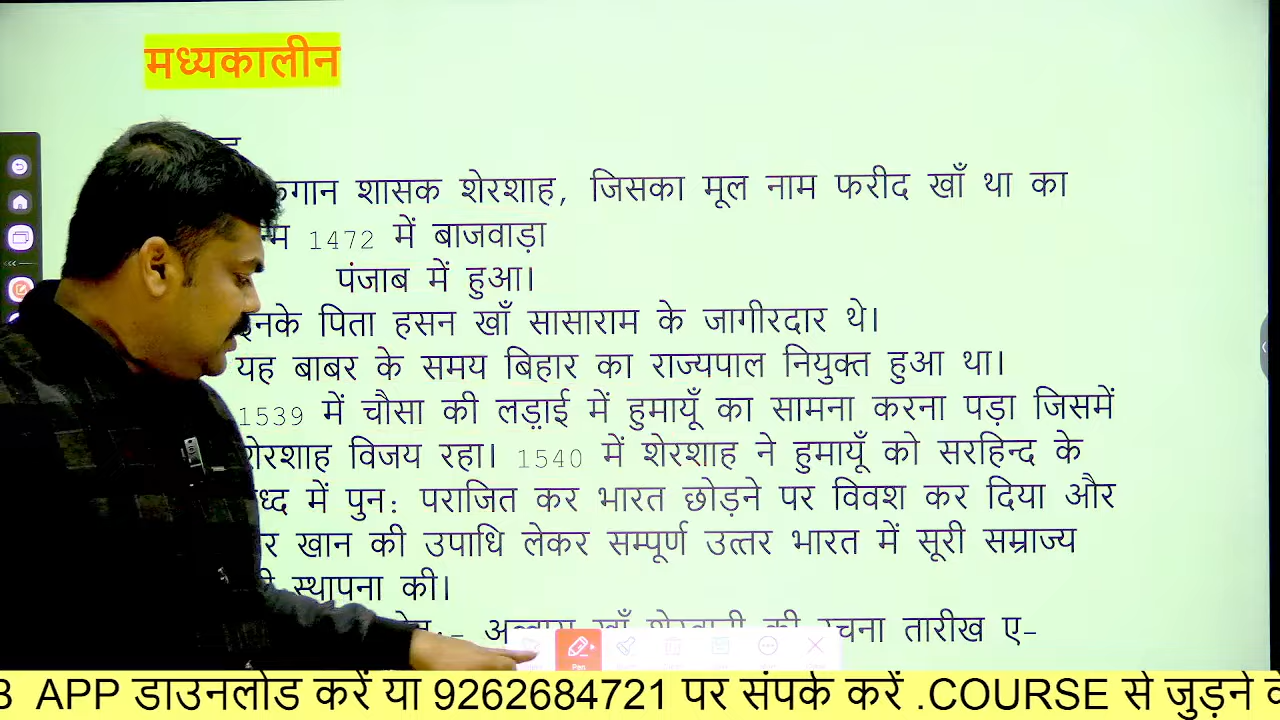 मध्यकालीन
शासक शेरशाह, जिसका मूल नाम फरीद खाँ था का
1472 में बाजवाड़ा
पंजाब में हुआ।
पिता हसन खाँ सासाराम के जागीरदार थे।
यह बाबर के समय बिहार का राज्यपाल नियुक्त हुआ था।
1539 में चौसा की लड़ाई में हुमायूँ का सामना करना पड़ा जिसमें
शेरशाह विजय रहा। 1540 में शेरशाह ने हुमायूँ को सरहिन्द के
में पुनः पराजित कर भारत छोड़ने पर विवश कर दिया और
खान की उपाधि लेकर सम्पूर्ण उत्तर भारत में सूरी सम्राज्य
स्थापना की।
तारीख ए-
Pen
APP डाउनलोड करें या 9262684721 पर संपर्क करें .COURSE से जुड़ने